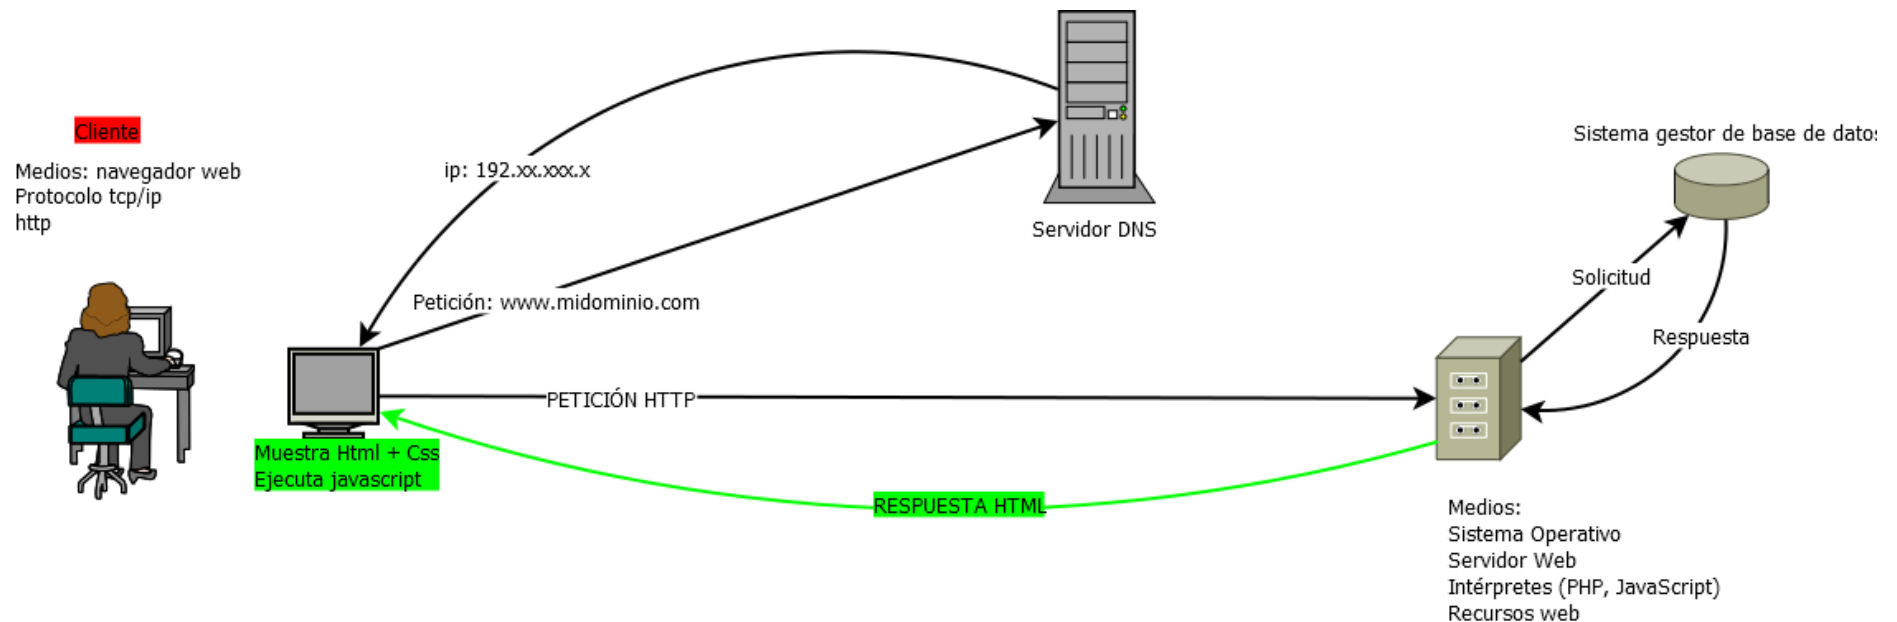 Cliente
Medios: navegador web
Protocolo tcp/ip
http
ip: 192.xx.xxx.x
Servidor DNS
Petición: www.midominio.com
Sistema gestor de base de datos
Solicitud
Respuesta
PETICIÓN HTTP
Muestra Html + Css
Ejecuta javascript
RESPUESTA HTML
Medios:
Sistema Operativo
Servidor Web
Intérpretes (PHP, JavaScript)
Recursos web